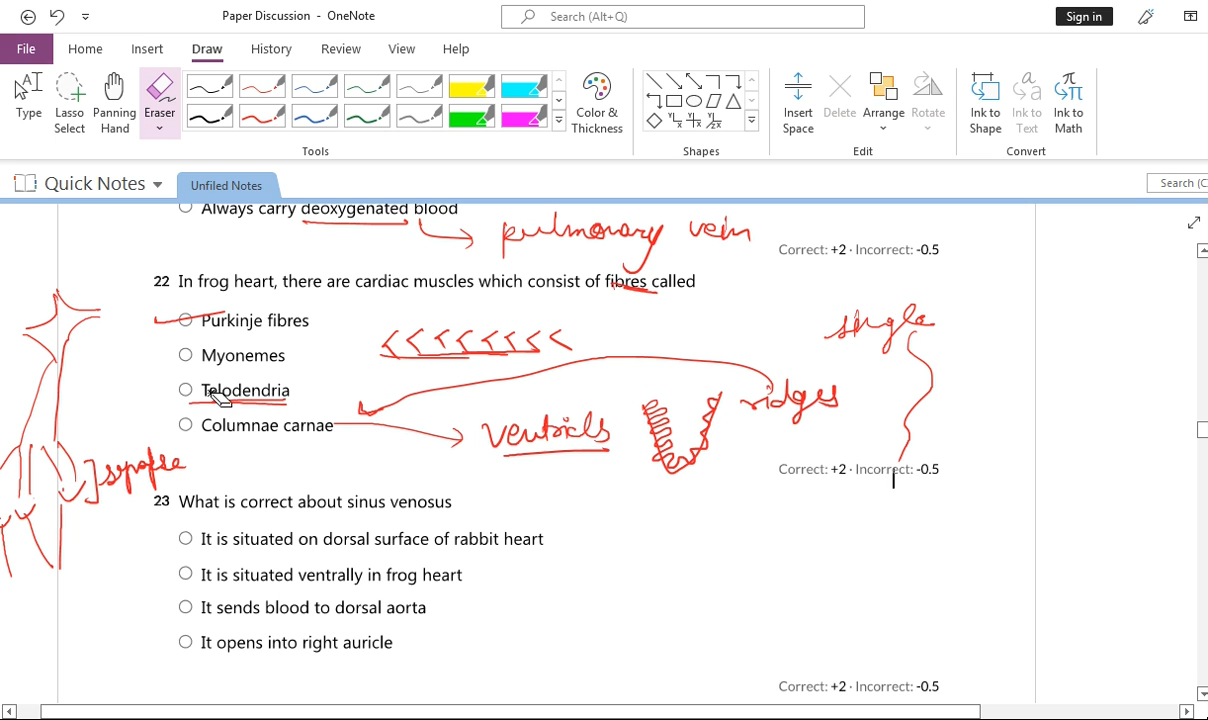 Paper Discussion - OneNote
Search (Alt+Q)
Sign in
File
Home
Insert
Draw
History
Review
View
Help
Type
Lasso Select
Panning Hand
Eraser
Color & Thickness
Insert Space
Delete
Arrange
Rotate
Ink to Shape
Ink to Text
Ink to Math
Tools
Shapes
Edit
Convert
Quick Notes
Unfiled Notes
Search (C
Always carry deoxygenated blood
pulmonary vein
Correct: +2 · Incorrect: -0.5
22 In frog heart, there are cardiac muscles which consist of fibres called
Purkinje fibres
single
Myonemes
Telodendria
ridges
Columnae carnae
ventricls
synapse
Correct: +2 · Incorrect: -0.5
23 What is correct about sinus venosus
It is situated on dorsal surface of rabbit heart
It is situated ventrally in frog heart
It sends blood to dorsal aorta
It opens into right auricle
Correct: +2 · Incorrect: -0.5